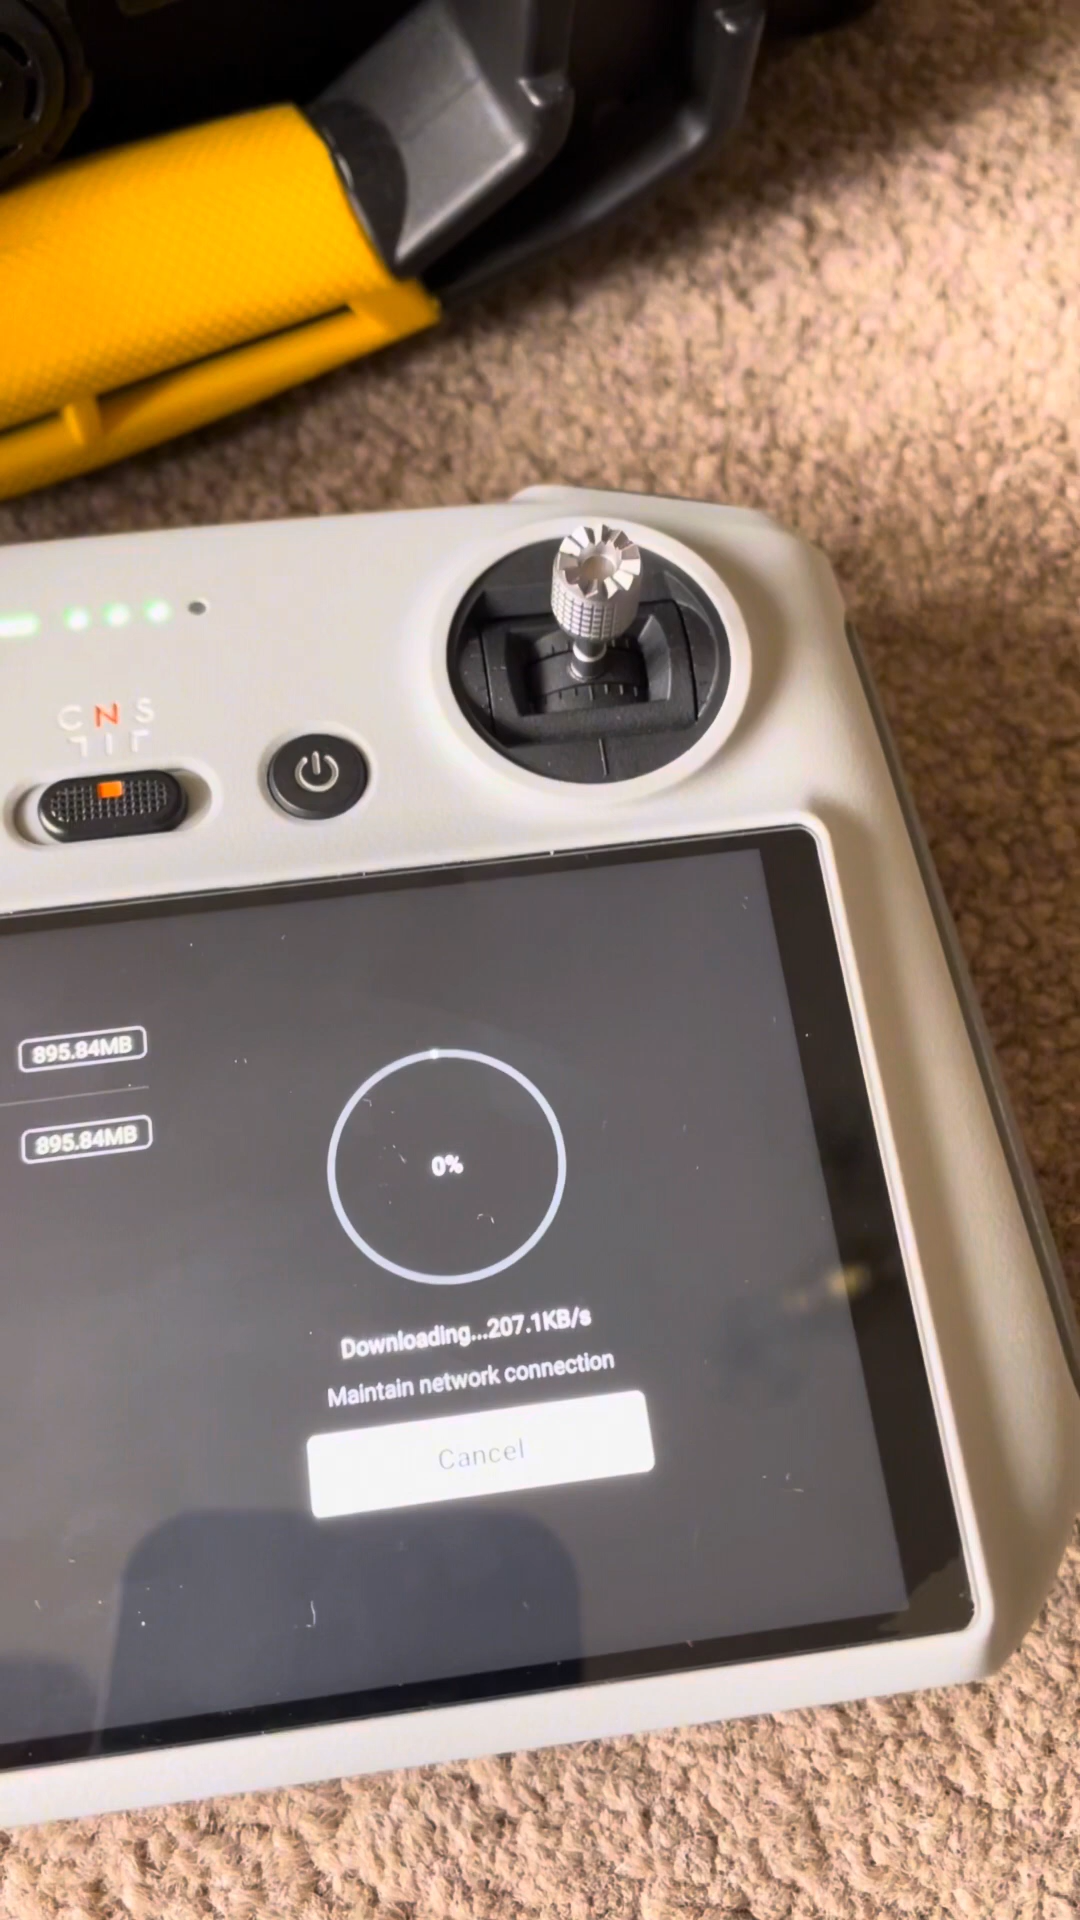 C N S
895.84MB
895.84MB
0%
Downloading...207.1KB/s
Maintain network connection
Cancel